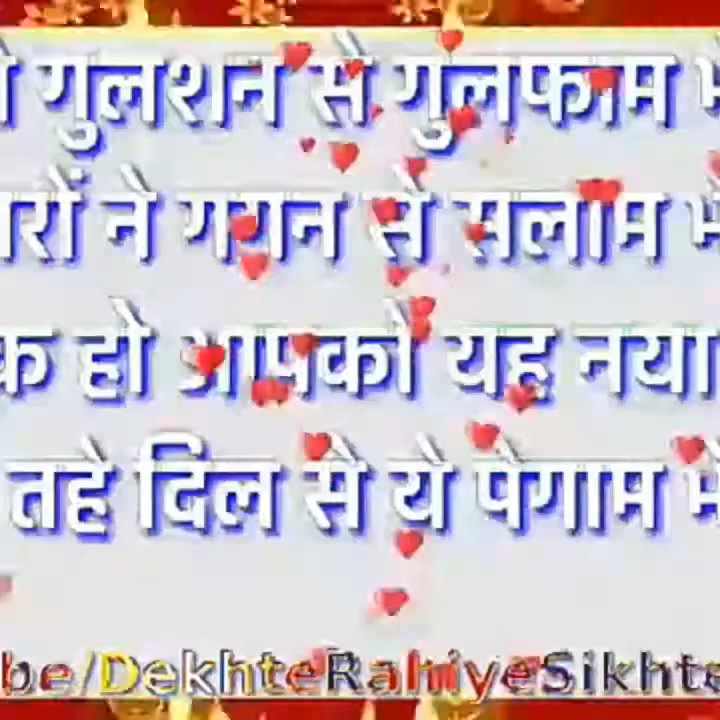 गुलशन से गुलफाम
ने गगन से सलाम
हो आपको यह नया
तहे दिल से ये पैगाम
be/DekhteRahiyeSikhte